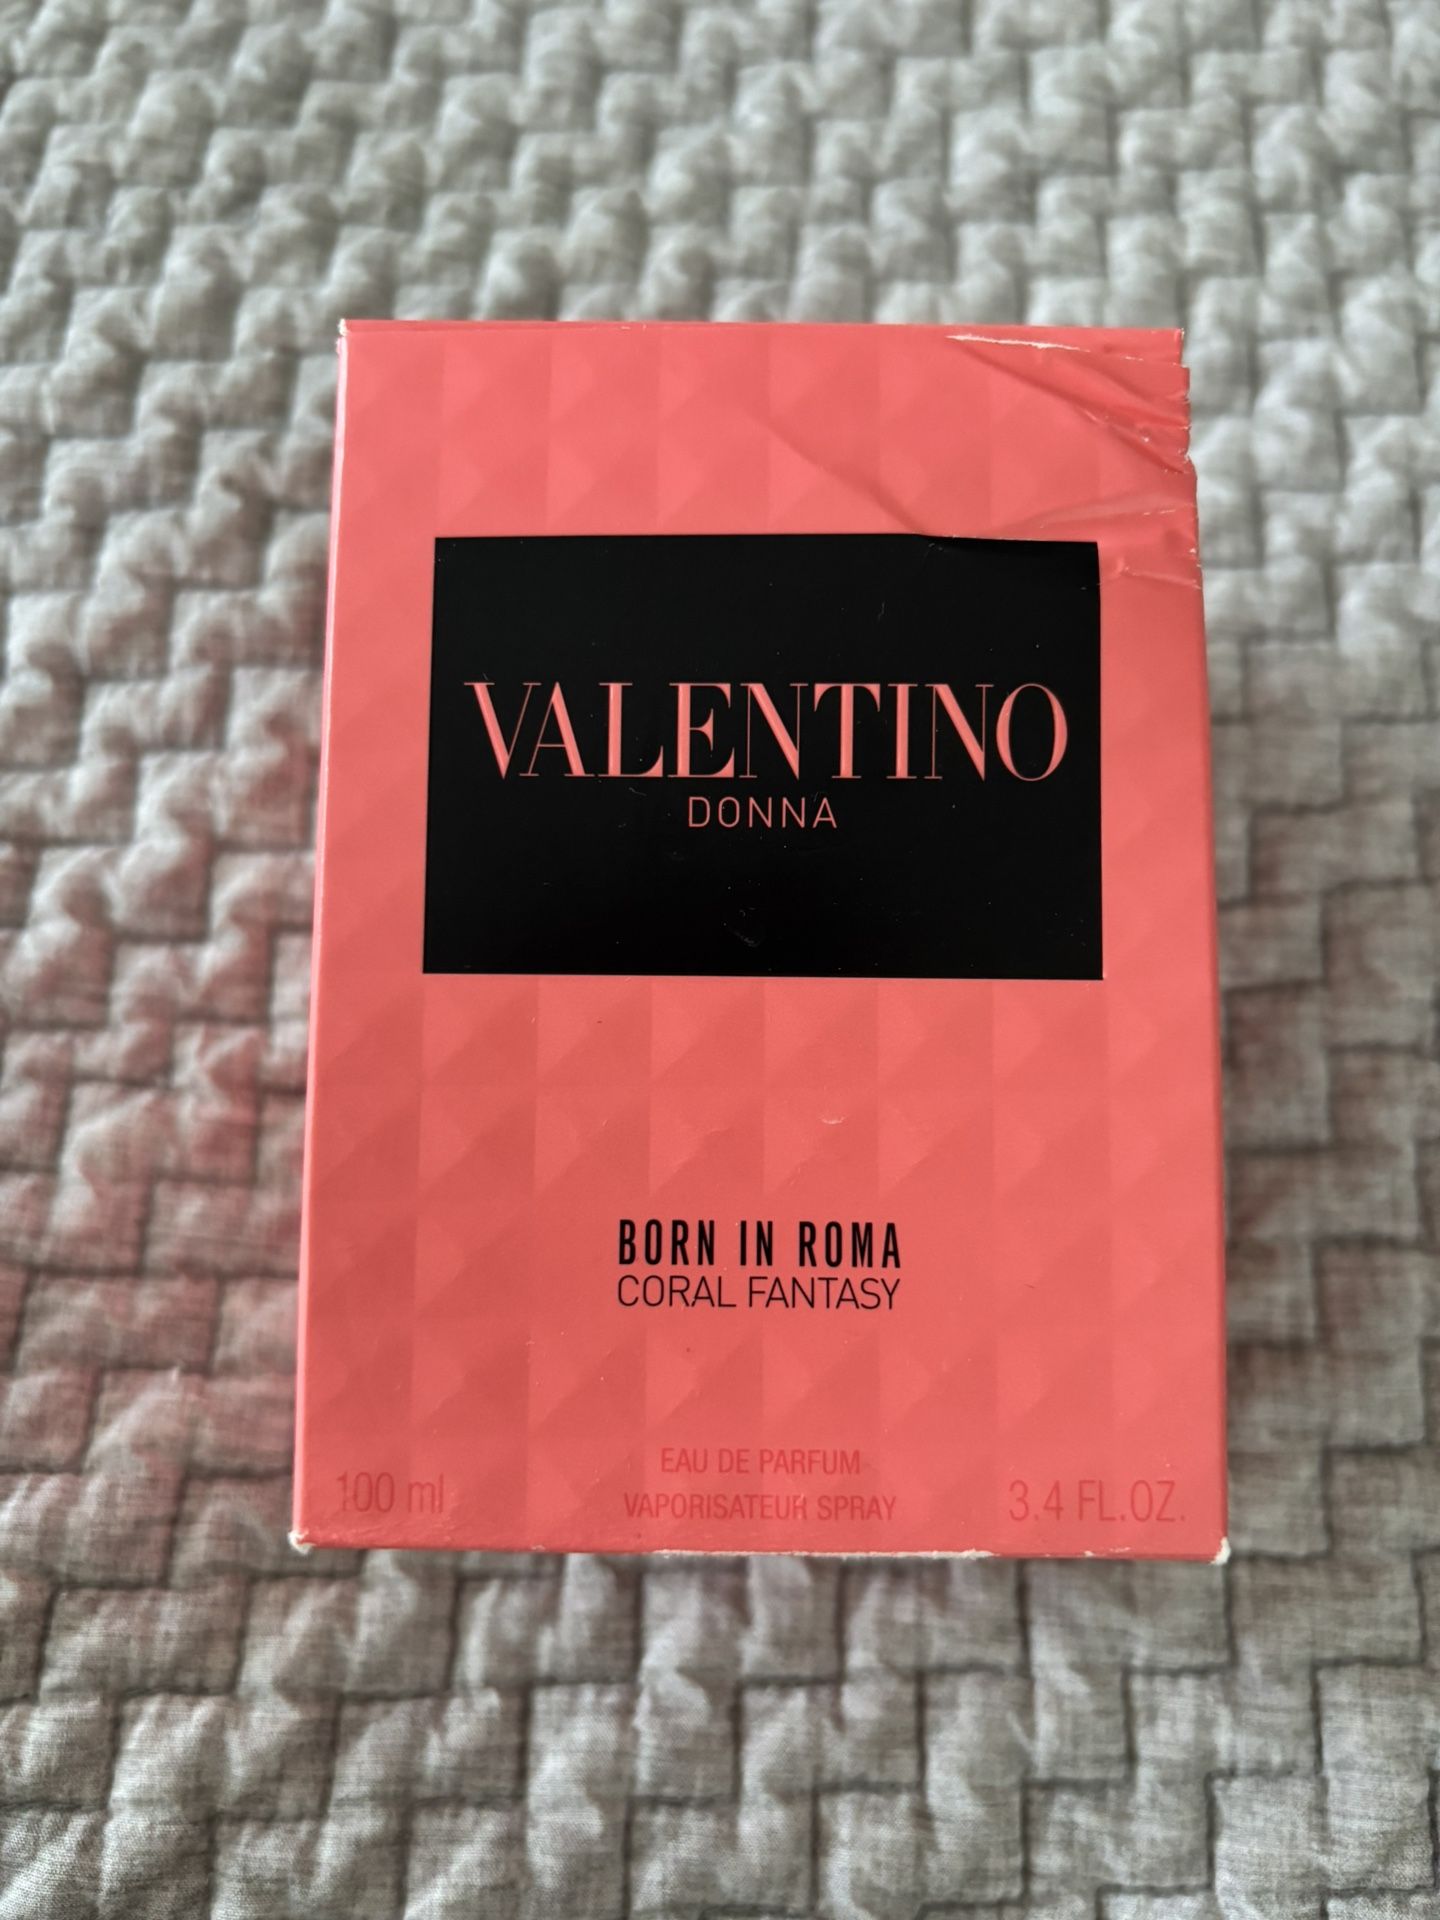 VALENTINO
DONNA
BORN IN ROMA
CORAL FANTASY
EAU DE PARFUM
100 ml VAPORISATEUR SPRAY 3.4 FL.OZ.